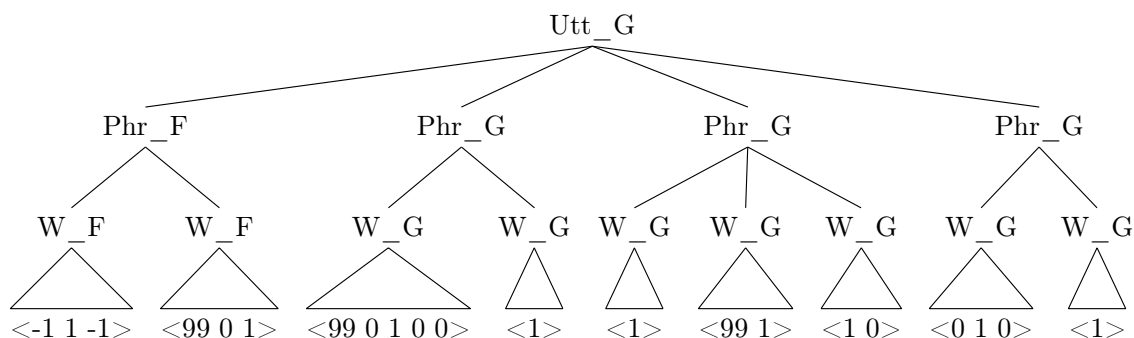 Utt_G
Phr_F Phr_G Phr_G Phr_G
W_F W_F W_G W_G W_G W_G W_G W_G W_G
<-1 1 -1> <99 0 1> <99 0 1 0 0> <1> <1> <99 1> <1 0> <0 1 0> <1>